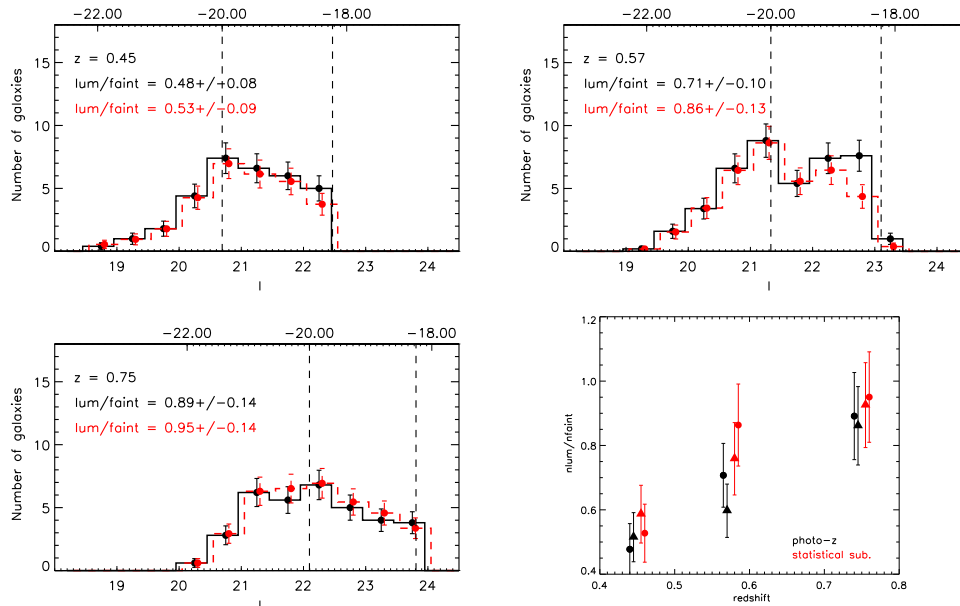 −22.00 −20.00 −18.00
z = 0.45
lum/faint = 0.48+/−0.08
lum/faint = 0.53+/−0.09
Number of galaxies
15
10
5
0
19 20 21 22 23 24
I
−22.00 −20.00 −18.00
z = 0.57
lum/faint = 0.71+/−0.10
lum/faint = 0.86+/−0.13
Number of galaxies
15
10
5
0
19 20 21 22 23 24
I
−22.00 −20.00 −18.00
z = 0.75
lum/faint = 0.89+/−0.14
lum/faint = 0.95+/−0.14
Number of galaxies
15
10
5
0
19 20 21 22 23 24
I
1.2
1.0
0.8
0.6
0.4
nlum/nfaint
photo−z
statistical sub.
0.4 0.5 0.6 0.7 0.8
redshift